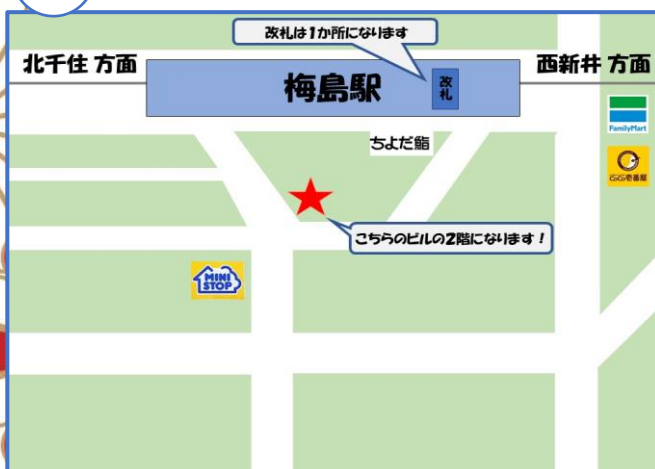 改札は1か所になります
北千住 方面
西新井 方面
梅島駅
改札
ちよだ鮨
FamilyMart
CoCo壱番屋
こちらのビルの2階になります!
MINI
STOP